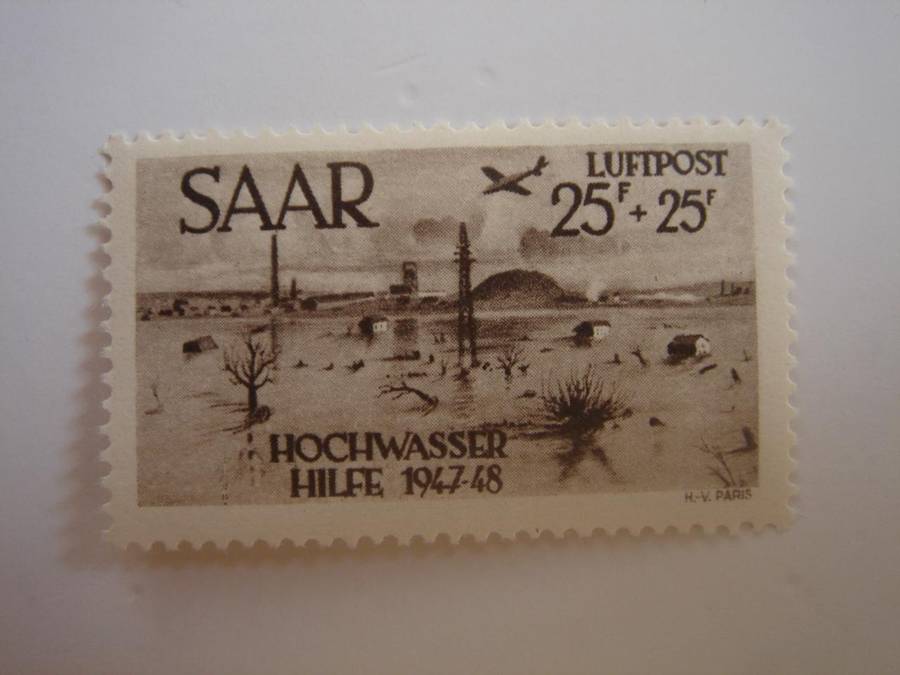 SAAR
LUFTPOST
25F + 25F
HOCHWASSER
HILFE 1947-48
H.-V. PARIS